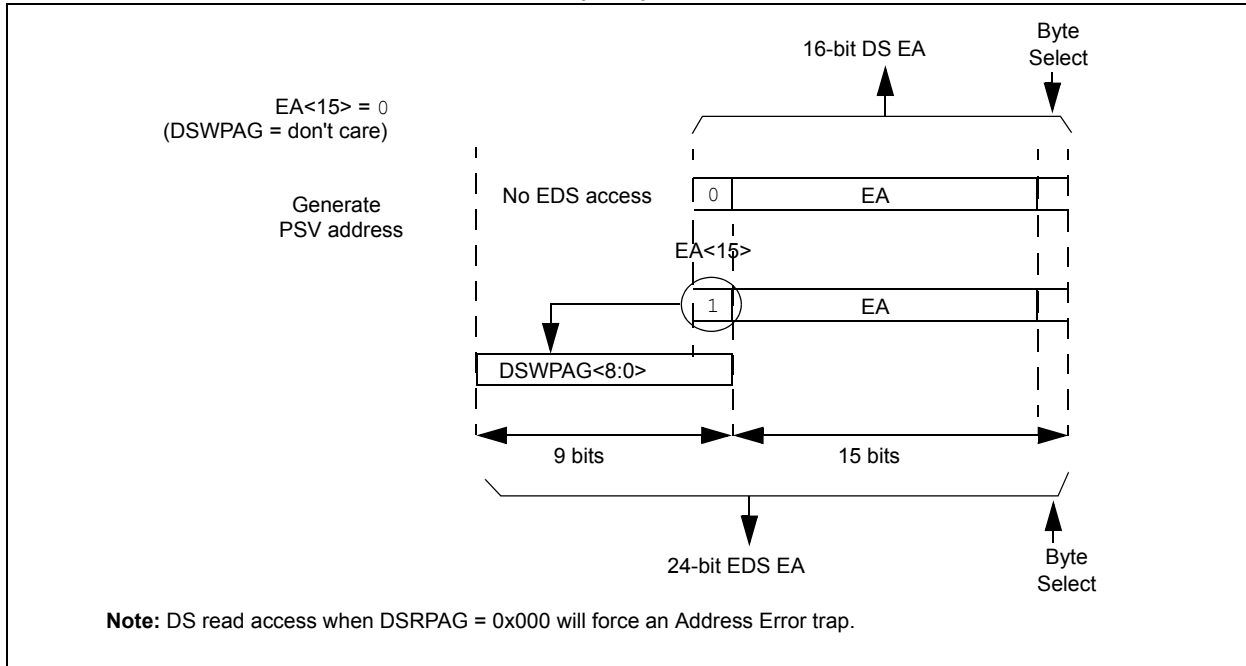 16-bit DS EA
Byte
Select
EA<15> = 0
(DSWPAG = don't care)
No EDS access
0
EA
Generate
PSV address
EA<15>
1
EA
DSWPAG<8:0>
9 bits
15 bits
24-bit EDS EA
Byte
Select
Note: DS read access when DSRPAG = 0x000 will force an Address Error trap.